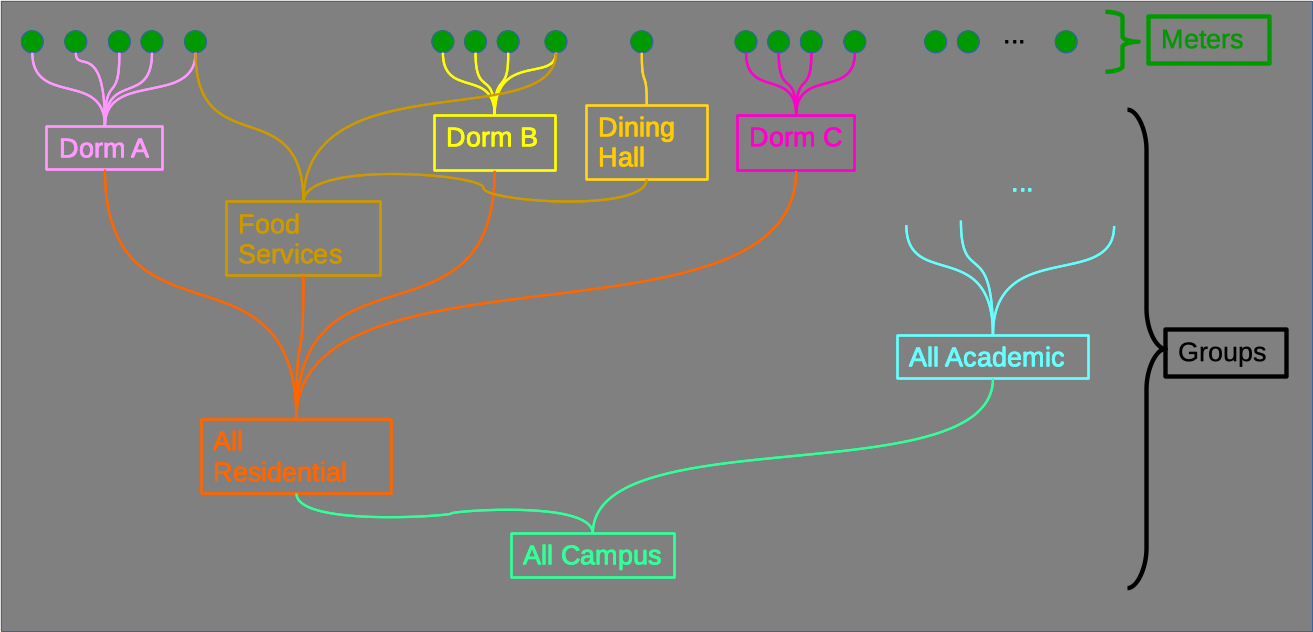 ...
Meters
Dorm A
Dorm B
Dining
Hall
Dorm C
...
Food
Services
All Academic
Groups
All
Residential
All Campus